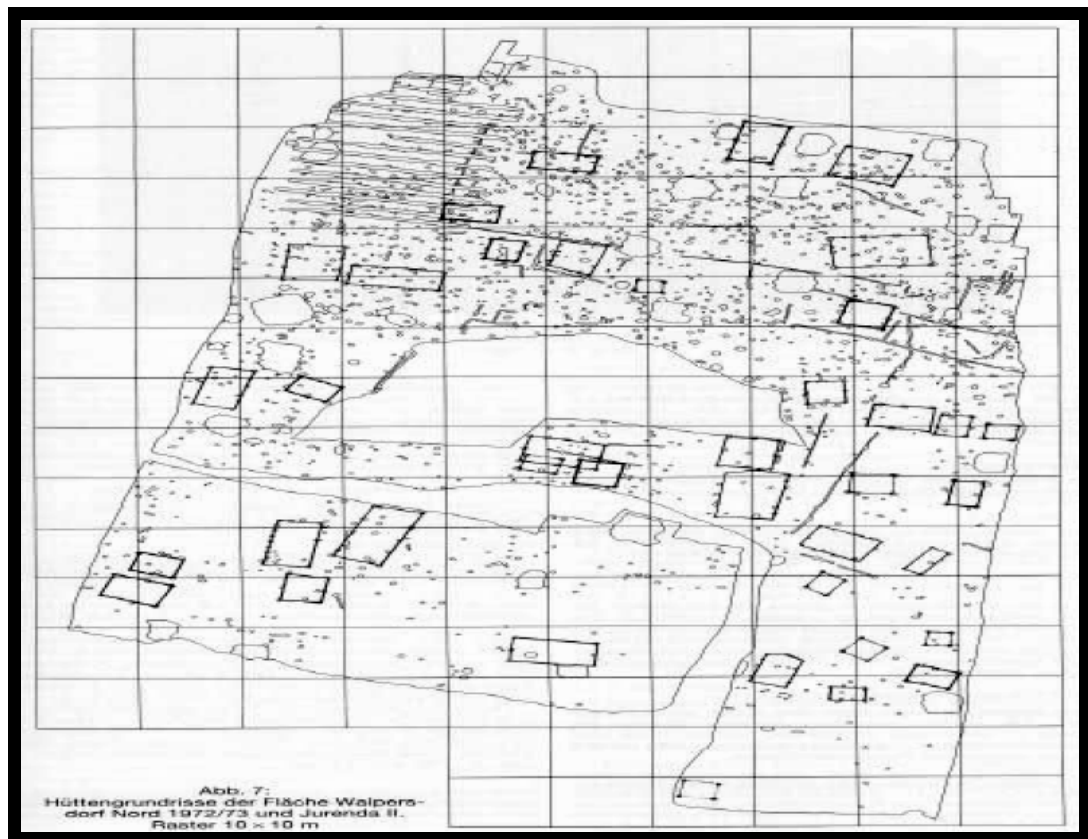 Abb. 7:
Hüttengrundrisse der Fläche Walpers-
dorf Nord 1972/73 und Jurenda II.
Raster 10 × 10 m